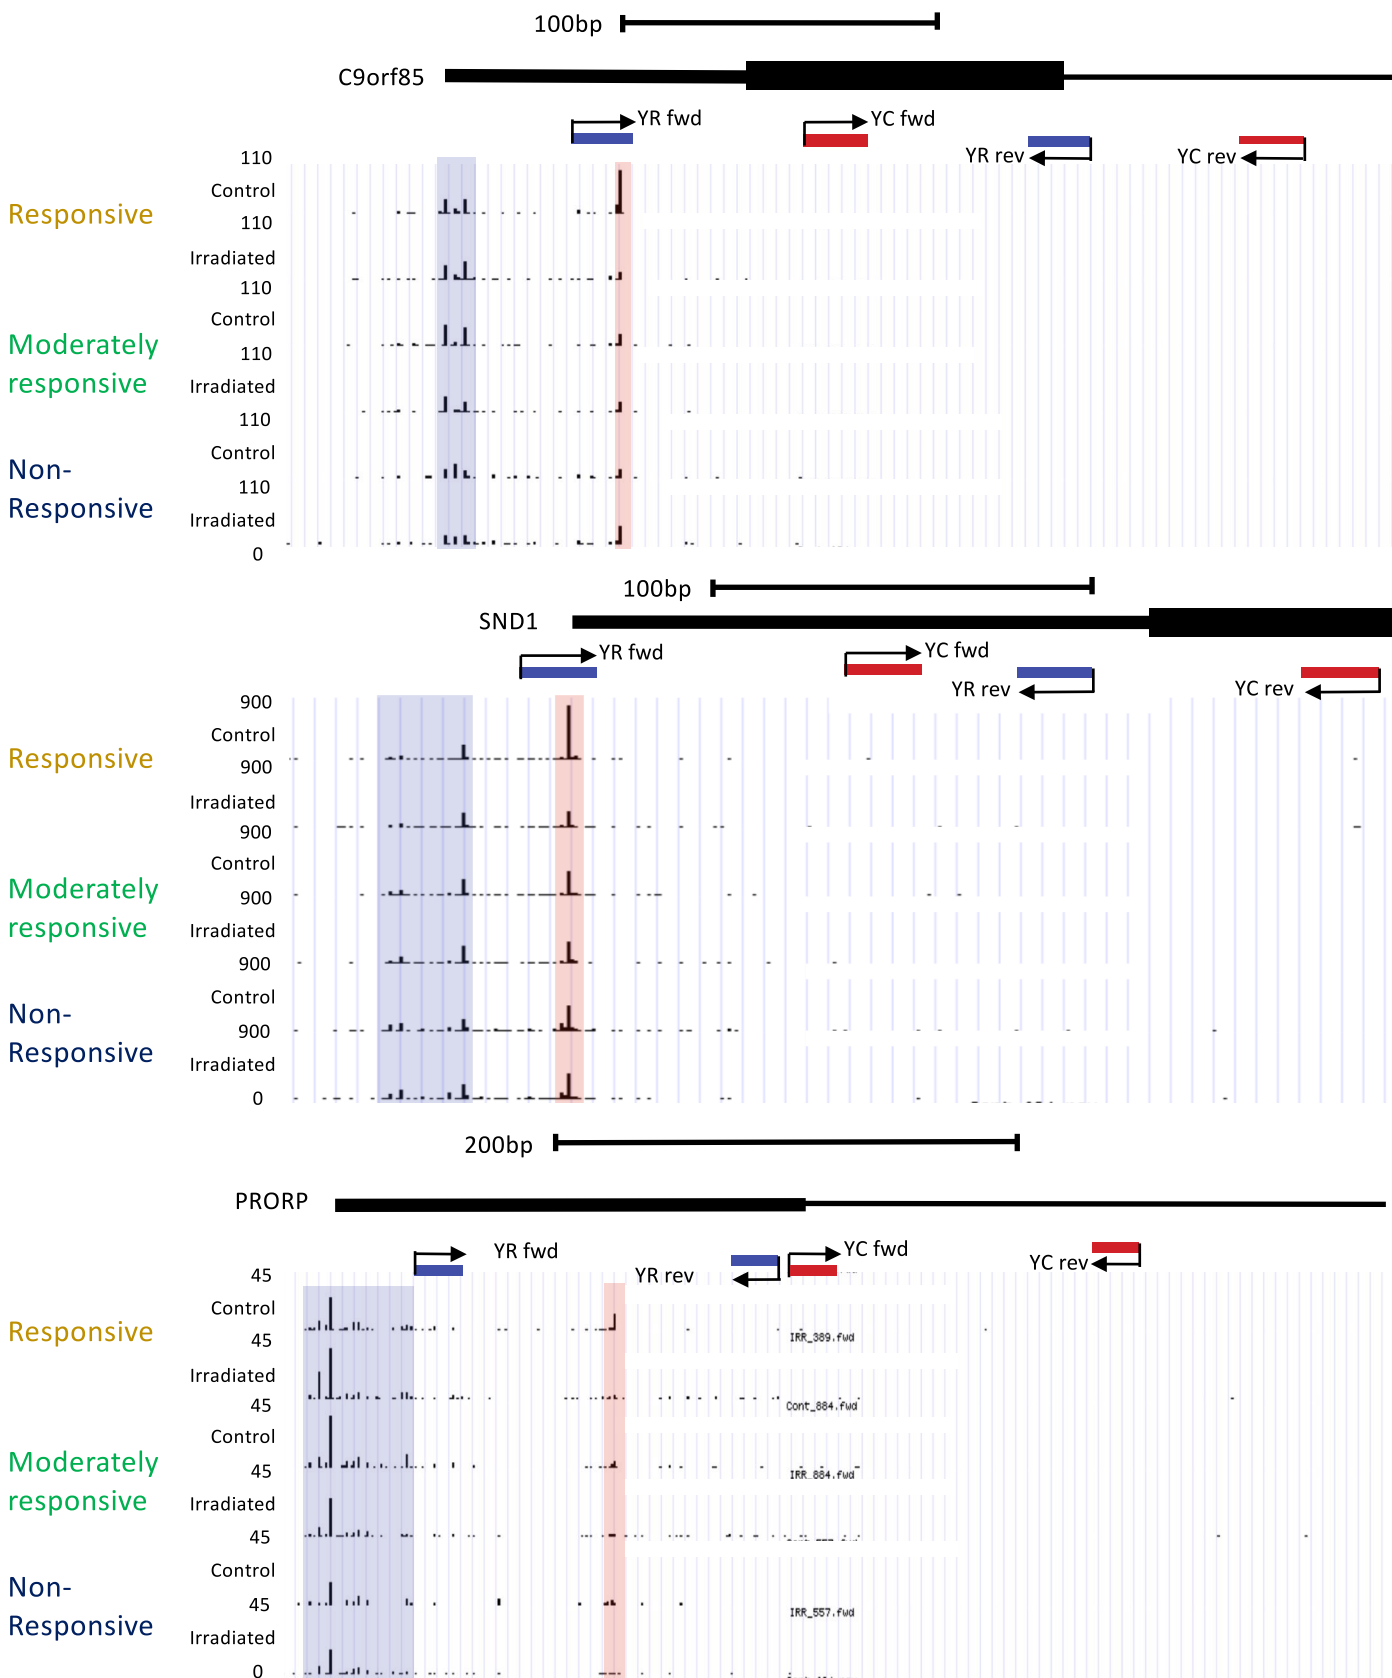 100bp
C9orf85
YR fwd
YC fwd
YR rev
YC rev
110
Control
Responsive
110
Irradiated
110
Control
Moderately
responsive
110
Irradiated
110
Control
Non-
Responsive
110
Irradiated
0
100bp
SND1
YR fwd
YC fwd
YR rev
YC rev
900
Control
Responsive
900
Irradiated
900
Control
Moderately
responsive
900
Irradiated
900
Control
Non-
Responsive
900
Irradiated
0
200bp
PRORP
YR fwd
YC fwd
YR rev
YC rev
45
Control
Responsive
45
IRR_389.fwd
Irradiated
45
Cont_884.fwd
Control
Moderately
responsive
45
IRR_884.fwd
Irradiated
45
Control
Non-
Responsive
45
IRR_557.fwd
Irradiated
0